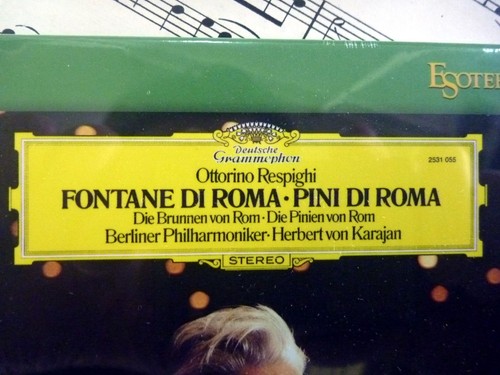 ESOTER
Deutsche
Grammophon
2531 055
Ottorino Respighi
FONTANE DI ROMA · PINI DI ROMA
Die Brunnen von Rom · Die Pinien von Rom
Berliner Philharmoniker · Herbert von Karajan
STEREO